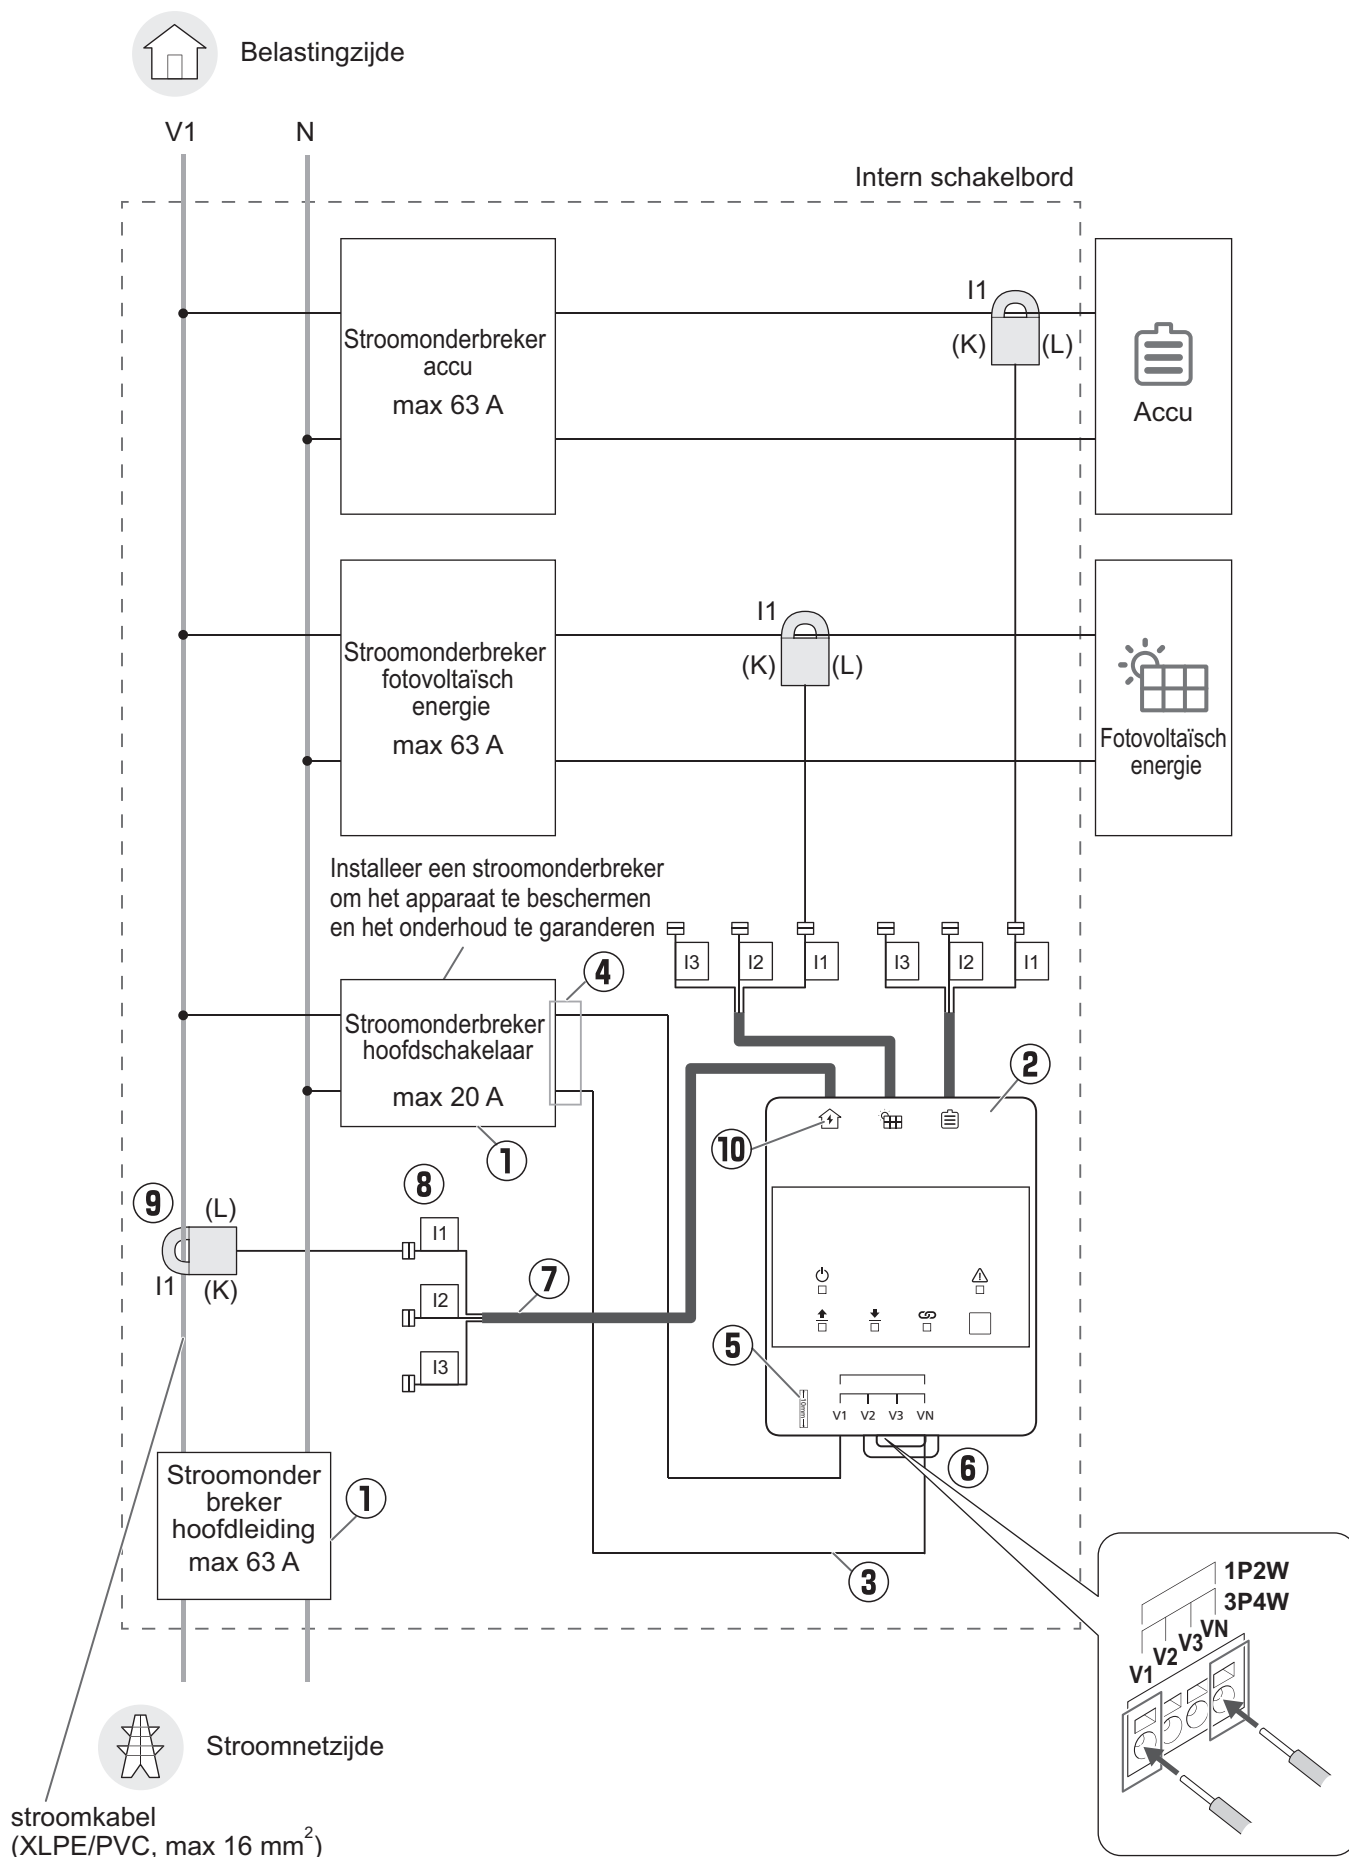 Belastingzijde
V1
N
Intern schakelbord
Stroomonderbreker
accu
max 63 A
I1
(K)
(L)
Accu
Stroomonderbreker
fotovoltaïsch
energie
max 63 A
I1
(K)
(L)
Fotovoltaïsch
energie
Installeer een stroomonderbreker
om het apparaat te beschermen
en het onderhoud te garanderen
I3
I2
I1
I3
I2
I1
4
Stroomonderbreker
hoofdschakelaar
max 20 A
1
2
10
9
(L)
I1
(K)
8
I1
I2
I3
7
5
10mm
V1
V2
V3
VN
6
Stroomonder
breker
hoofdleiding
max 63 A
1
3
1P2W
3P4W
V1
V2
V3
VN
Stroomnetzijde
stroomkabel
(XLPE/PVC, max 16 mm²)